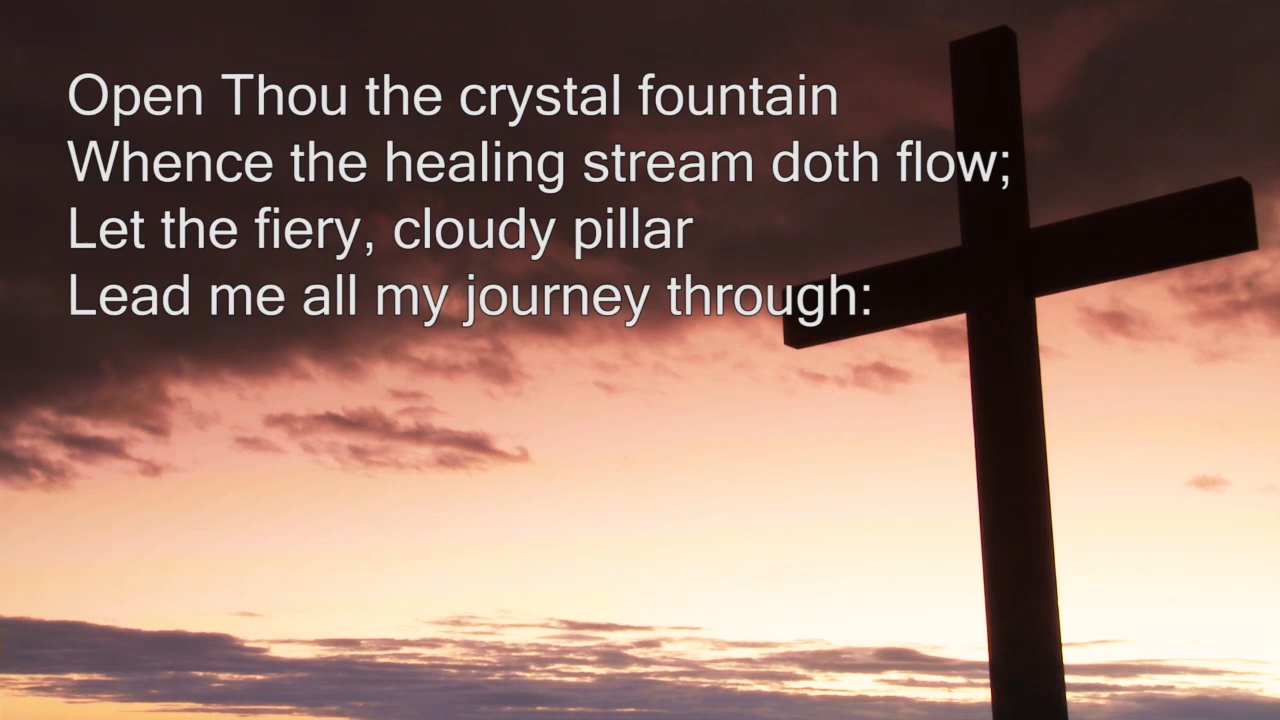 Open Thou the crystal fountain
Whence the healing stream doth flow;
Let the fiery, cloudy pillar
Lead me all my journey through: